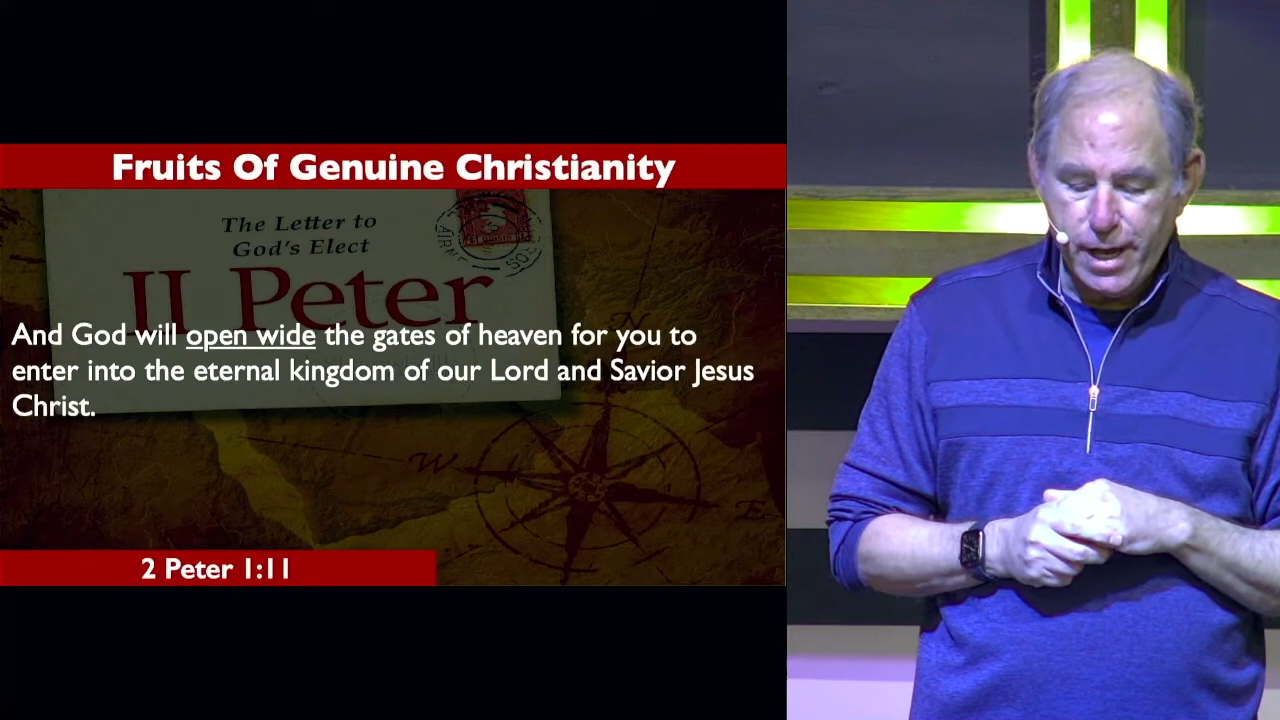 Fruits Of Genuine Christianity
The Letter to
God's Elect
II Peter
And God will open wide the gates of heaven for you to
enter into the eternal kingdom of our Lord and Savior Jesus
Christ.
N
W
E
2 Peter 1:11